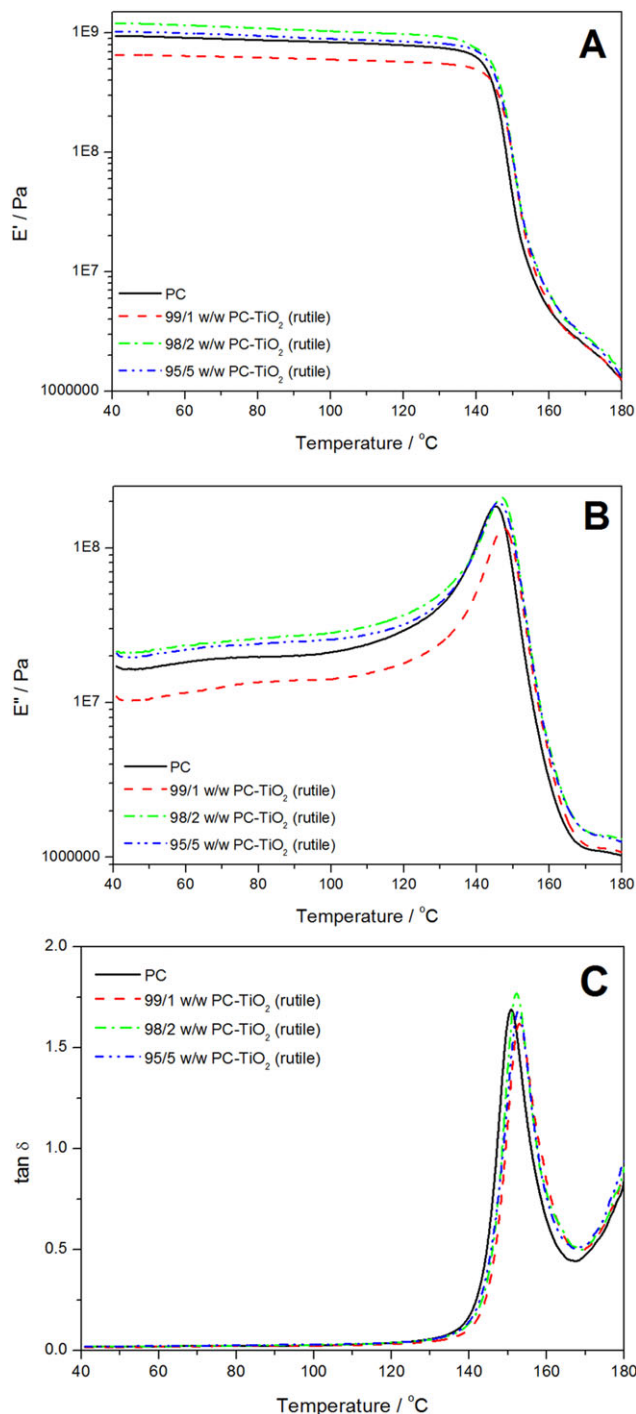 A
1E9
1E8
1E7
1000000
E' / Pa
PC
99/1 w/w PC-TiO₂ (rutile)
98/2 w/w PC-TiO₂ (rutile)
95/5 w/w PC-TiO₂ (rutile)
40 60 80 100 120 140 160 180
Temperature / °C
B
1E8
1E7
1000000
E'' / Pa
PC
99/1 w/w PC-TiO₂ (rutile)
98/2 w/w PC-TiO₂ (rutile)
95/5 w/w PC-TiO₂ (rutile)
40 60 80 100 120 140 160 180
Temperature / °C
C
2.0
1.5
1.0
0.5
0.0
tan δ
PC
99/1 w/w PC-TiO₂ (rutile)
98/2 w/w PC-TiO₂ (rutile)
95/5 w/w PC-TiO₂ (rutile)
40 60 80 100 120 140 160 180
Temperature / °C